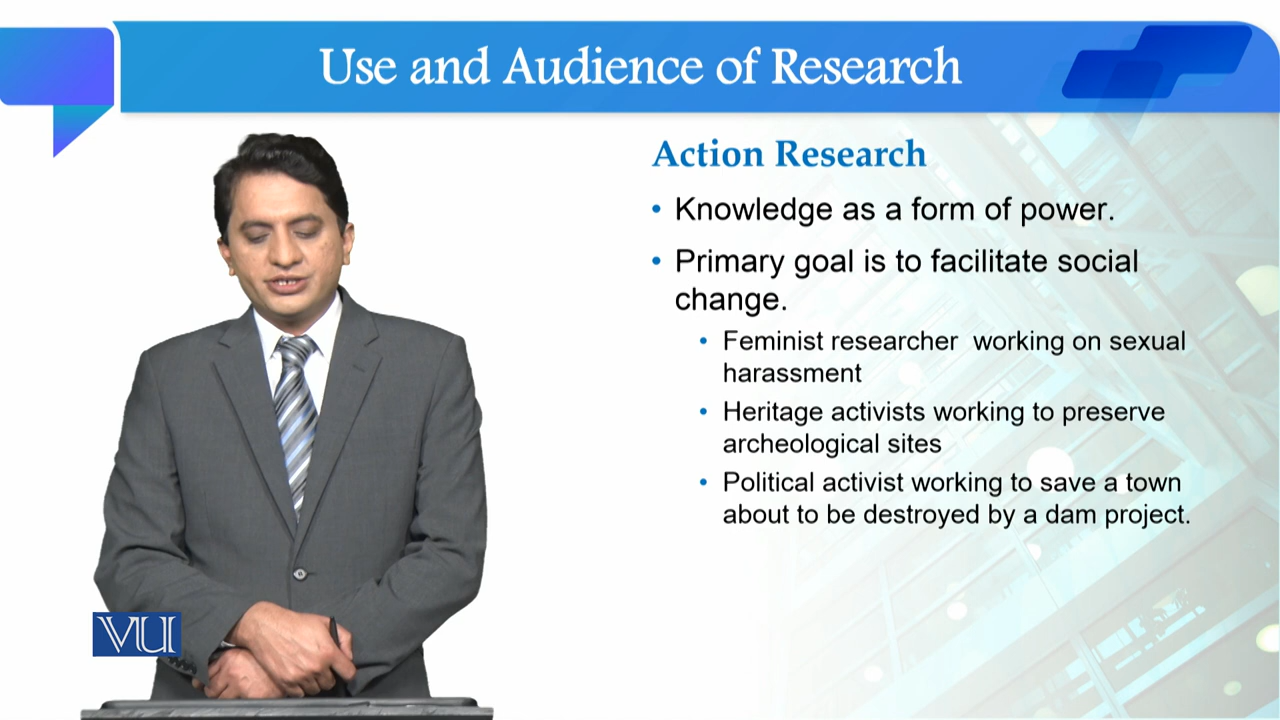 Use and Audience of Research
Action Research
• Knowledge as a form of power.
• Primary goal is to facilitate social
change.
• Feminist researcher  working on sexual
harassment
• Heritage activists working to preserve
archeological sites
• Political activist working to save a town
about to be destroyed by a dam project.
VU